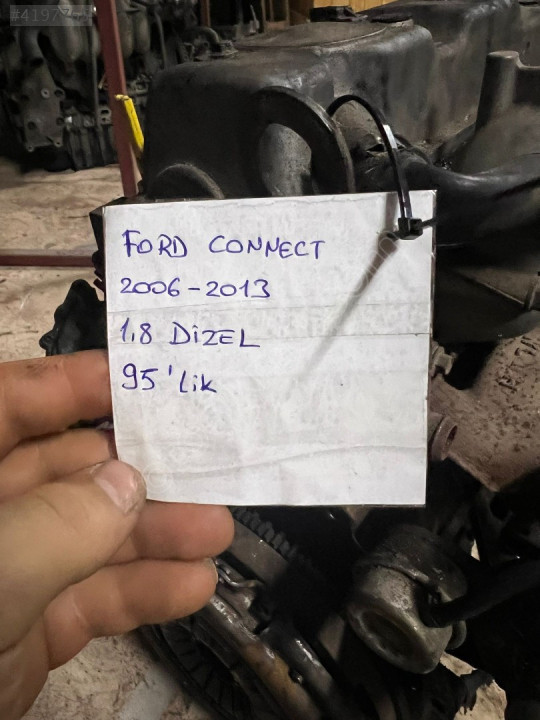 FORD CONNECT
2006-2013
1.8 DİZEL
95'Lik